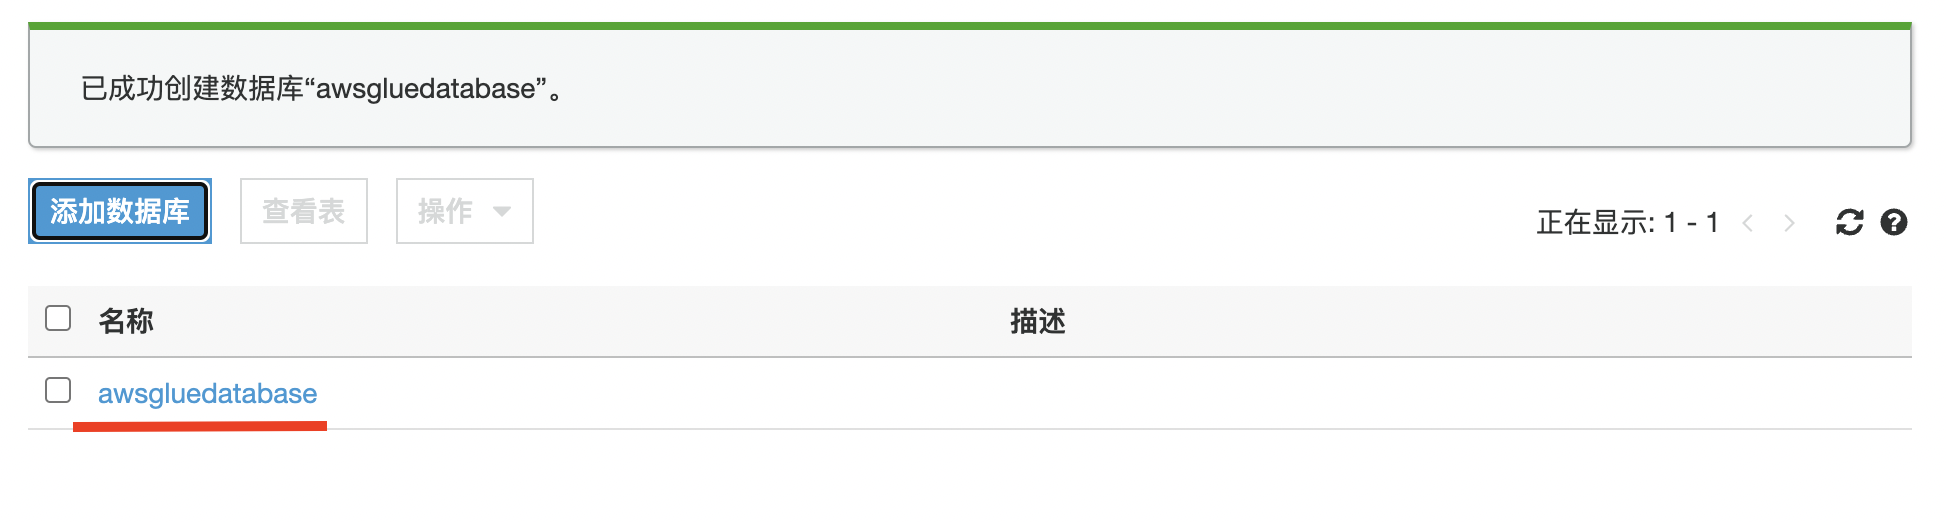 已成功创建数据库“awsgluedatabase”。
添加数据库 查看表 操作 正在显示: 1 - 1
名称 描述
awsgluedatabase